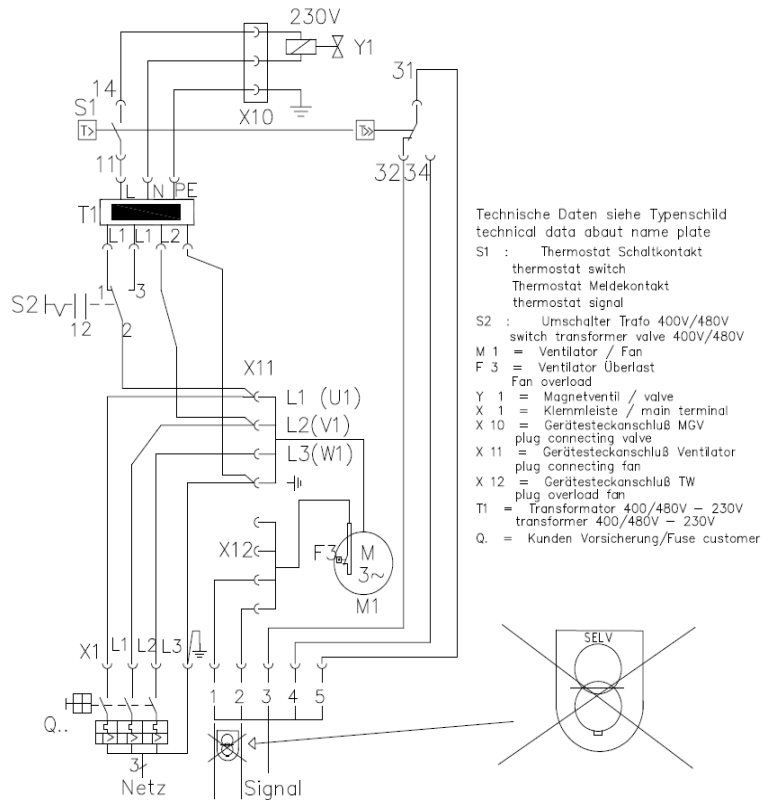 230V
Y1
14
S1
T>
X10
T>>
31
11
32 34
L N PE
T1
L1 L1 L2
S2
1 3
12 2
X11
L1 (U1)
L2(V1)
L3(W1)
X12
F3
M
3~
M1
X1 L1 L2 L3
1 2 3 4 5
Q..
3
Netz
Signal
Technische Daten siehe Typenschild
technical data abaut name plate
S1 : Thermostat Schaltkontakt
thermostat switch
Thermostat Meldekontakt
thermostat signal
S2 : Umschalter Trafo 400V/480V
switch transformer valve 400V/480V
M 1 = Ventilator / Fan
F 3 = Ventilator Überlast
Fan overload
Y 1 = Magnetventil / valve
X 1 = Klemmleiste / main terminal
X 10 = Gerätesteckanschluß MGV
plug connecting valve
X 11 = Gerätesteckanschluß Ventilator
plug connecting fan
X 12 = Gerätesteckanschluß TW
plug overload fan
T1 = Transformator 400/480V – 230V
transformer 400/480V – 230V
Q. = Kunden Vorsicherung/Fuse customer
SELV